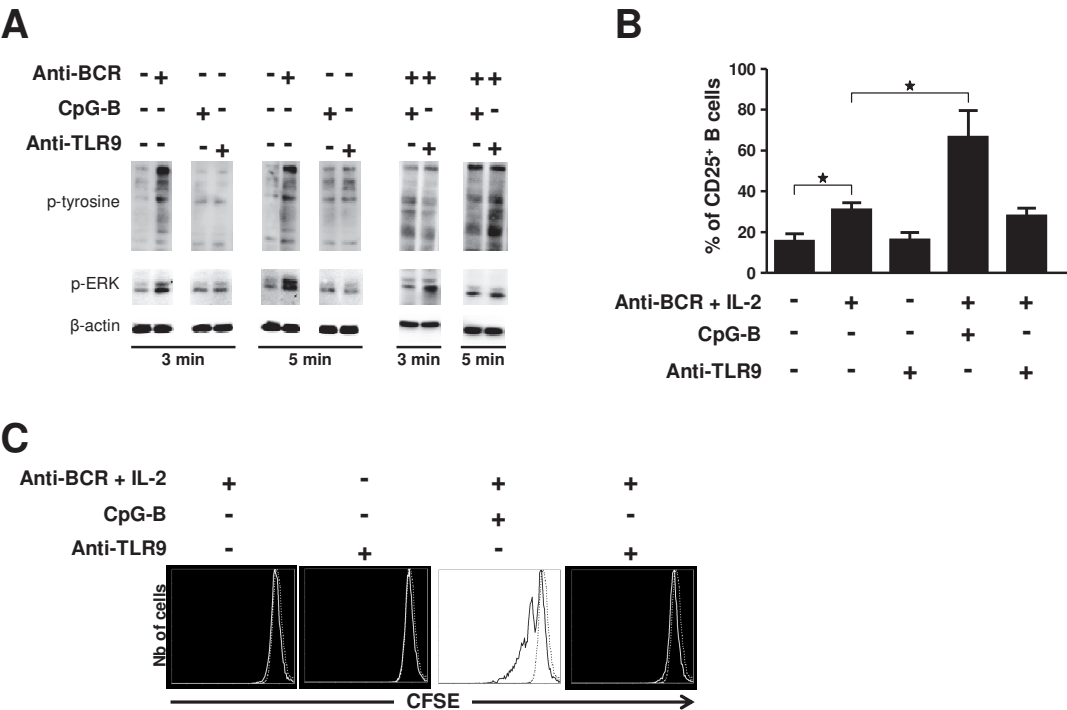 A
Anti-BCR - + - - - + - - + + + +
CpG-B - - + - - - + - + - + -
Anti-TLR9 - - - + - - - + - + - +
p-tyrosine
p-ERK
β-actin
3 min 5 min 3 min 5 min
B
% of CD25+ B cells
100
80
60
40
20
0
Anti-BCR + IL-2 - + - + +
CpG-B - - - + -
Anti-TLR9 - - + - +
C
Anti-BCR + IL-2 + - + +
CpG-B - - + -
Anti-TLR9 - + - +
Nb of cells
CFSE